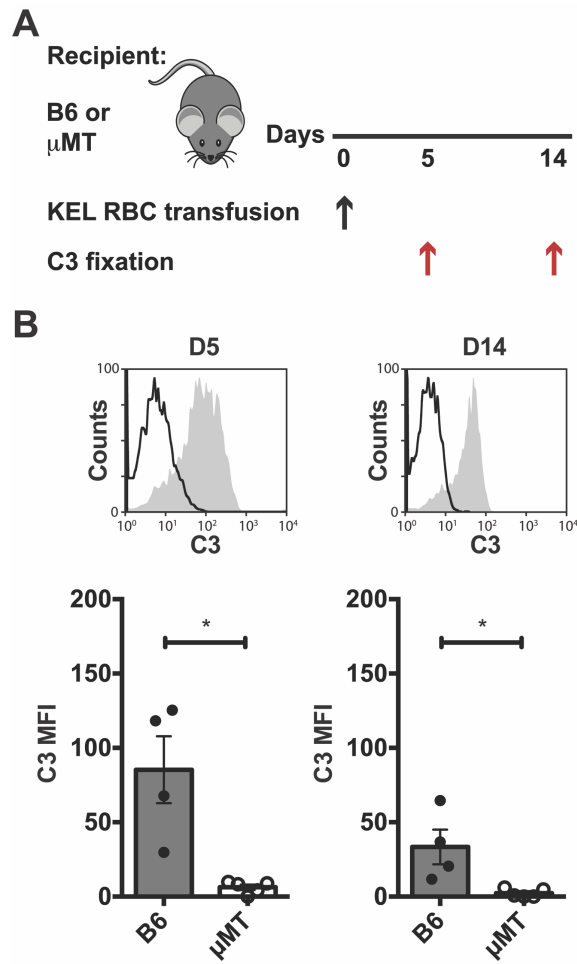 A
Recipient:
B6 or
µMT
Days
0 5 14
KEL RBC transfusion
C3 fixation
B
D5
100
Counts
0
10⁰ 10¹ 10² 10³ 10⁴
C3
D14
100
Counts
0
10⁰ 10¹ 10² 10³ 10⁴
C3
200
150
100
50
0
C3 MFI
*
B6
µMT
200
150
100
50
0
C3 MFI
*
B6
µMT